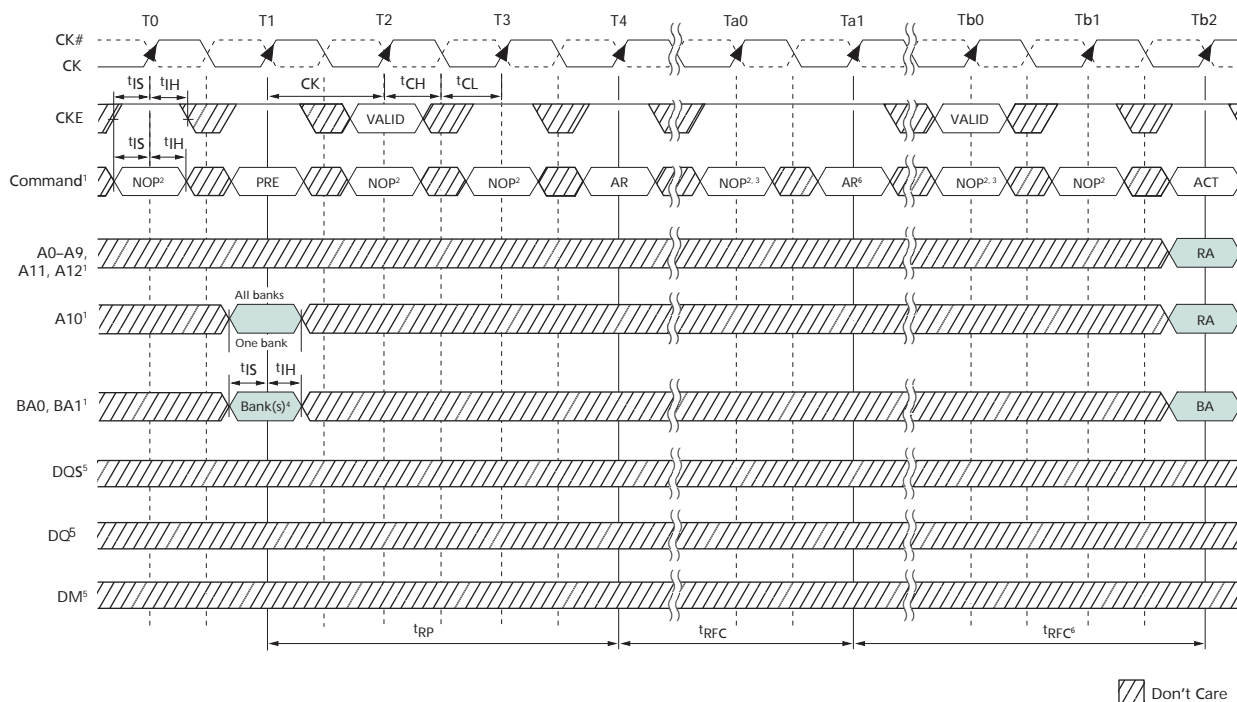 T0 T1 T2 T3 T4 Ta0 Ta1 Tb0 Tb1 Tb2
CK#
CK
tIS tIH CK tCH tCL
CKE VALID VALID
tIS tIH
Command¹ NOP² PRE NOP² NOP² AR NOP²,³ AR⁶ NOP²,³ NOP² ACT
A0–A9,
A11, A12¹ RA
All banks
A10¹ RA
One bank
tIS tIH
BA0, BA1¹ Bank(s)⁴ BA
DQS⁵
DQ⁵
DM⁵
tRP tRFC tRFC⁶
Don't Care